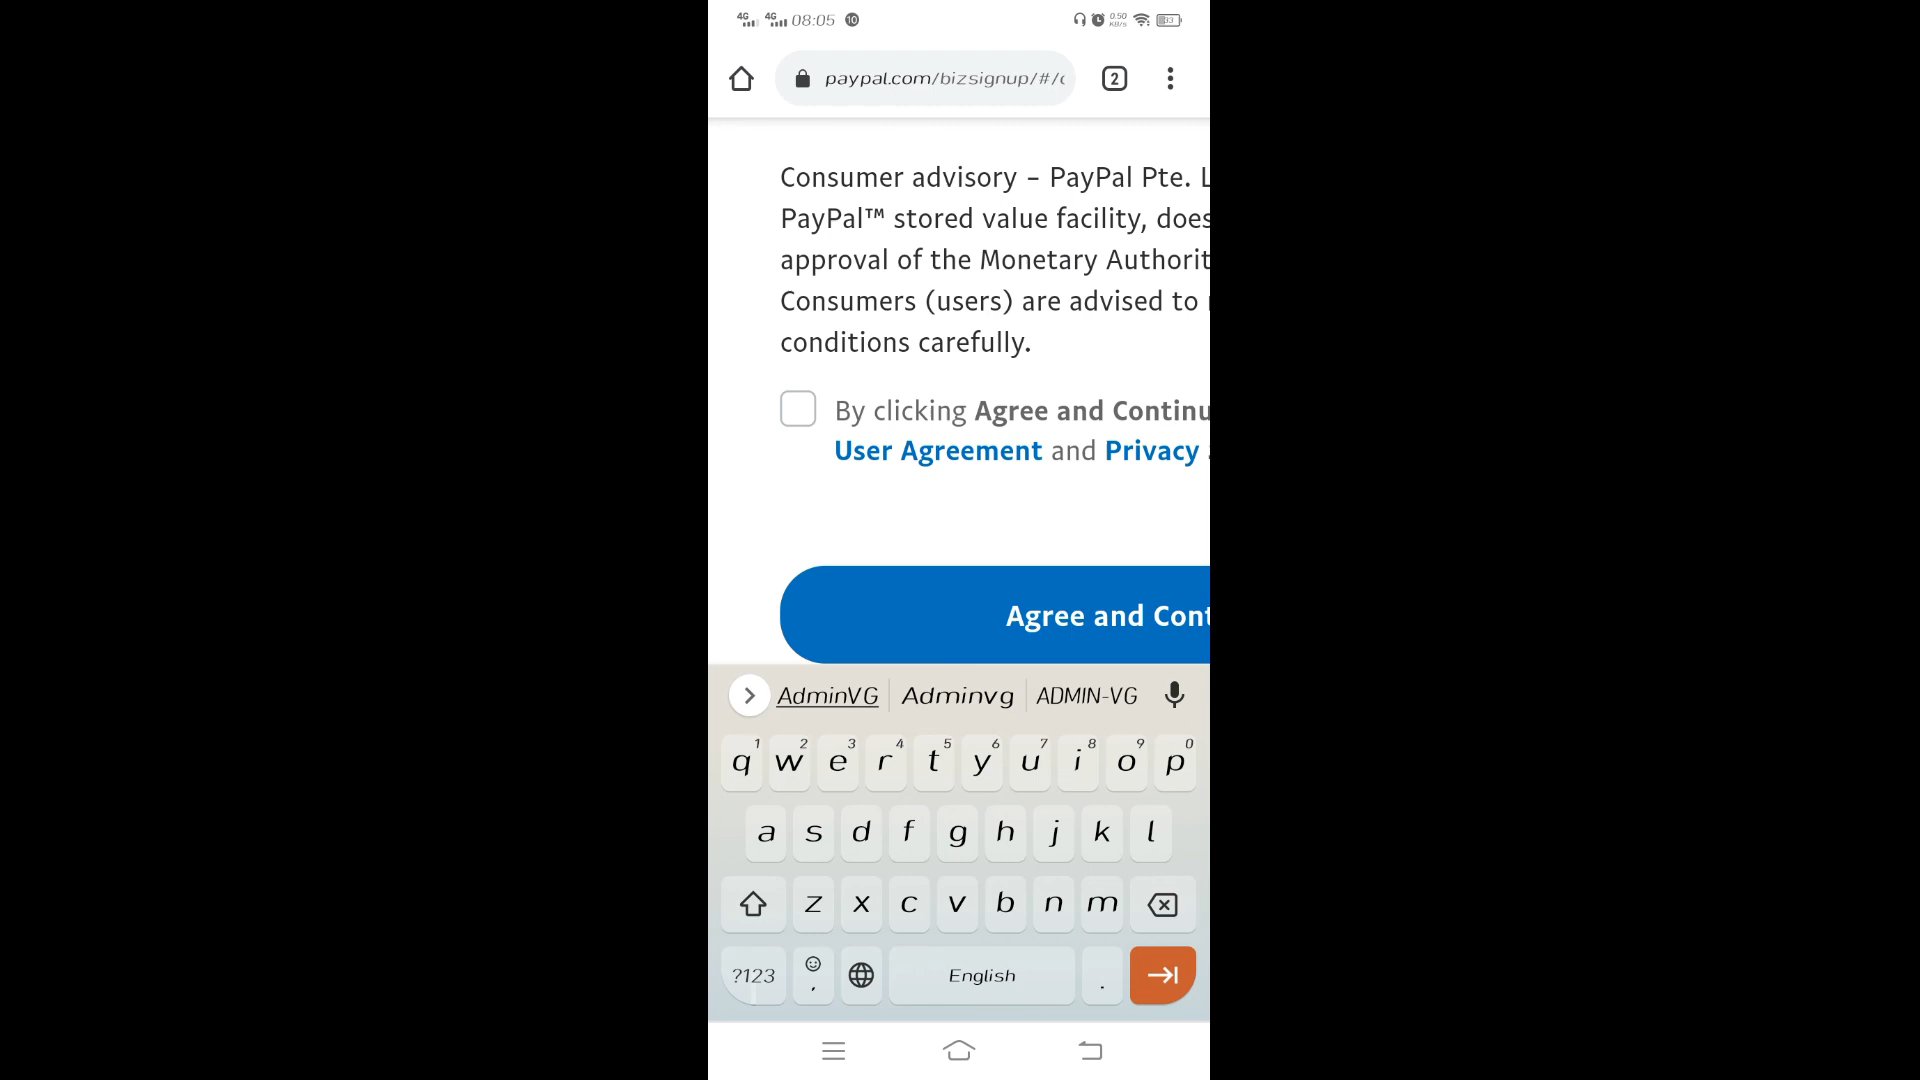 4G 4G 08:05 10 0.50 KB/s 33
paypal.com/bizsignup/#/c 2
Consumer advisory – PayPal Pte. L
PayPal™ stored value facility, does
approval of the Monetary Authorit
Consumers (users) are advised to
conditions carefully.
By clicking Agree and Continu
User Agreement and Privacy
Agree and Cont
AdminVG Adminvg ADMIN-VG
1 2 3 4 5 6 7 8 9 0
q w e r t y u i o p
a s d f g h j k l
z x c v b n m
?123 , English .